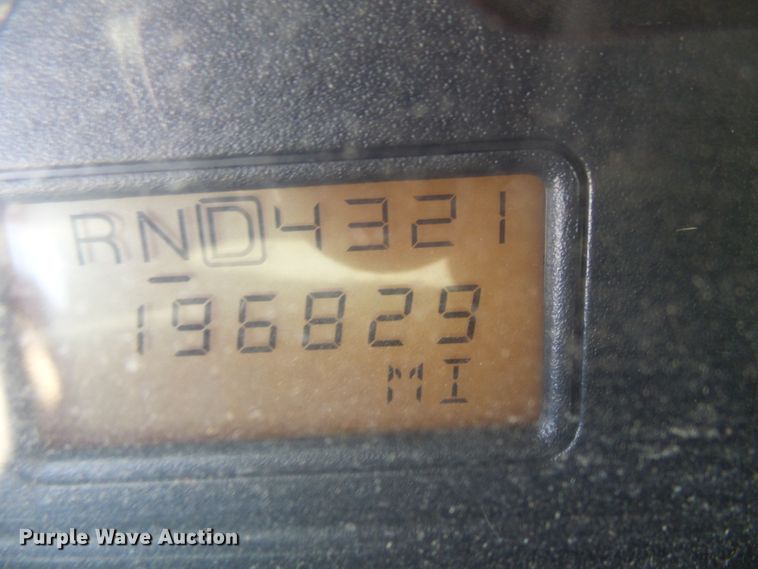 RND4321
196829
MI
Purple Wave Auction